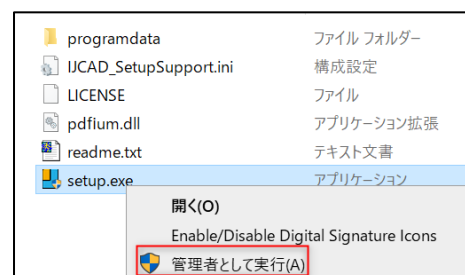 programdata ファイル フォルダー
IJCAD_SetupSupport.ini 構成設定
LICENSE ファイル
pdfium.dll アプリケーション拡張
readme.txt テキスト文書
setup.exe アプリケーション
開く(O)
Enable/Disable Digital Signature Icons
管理者として実行(A)